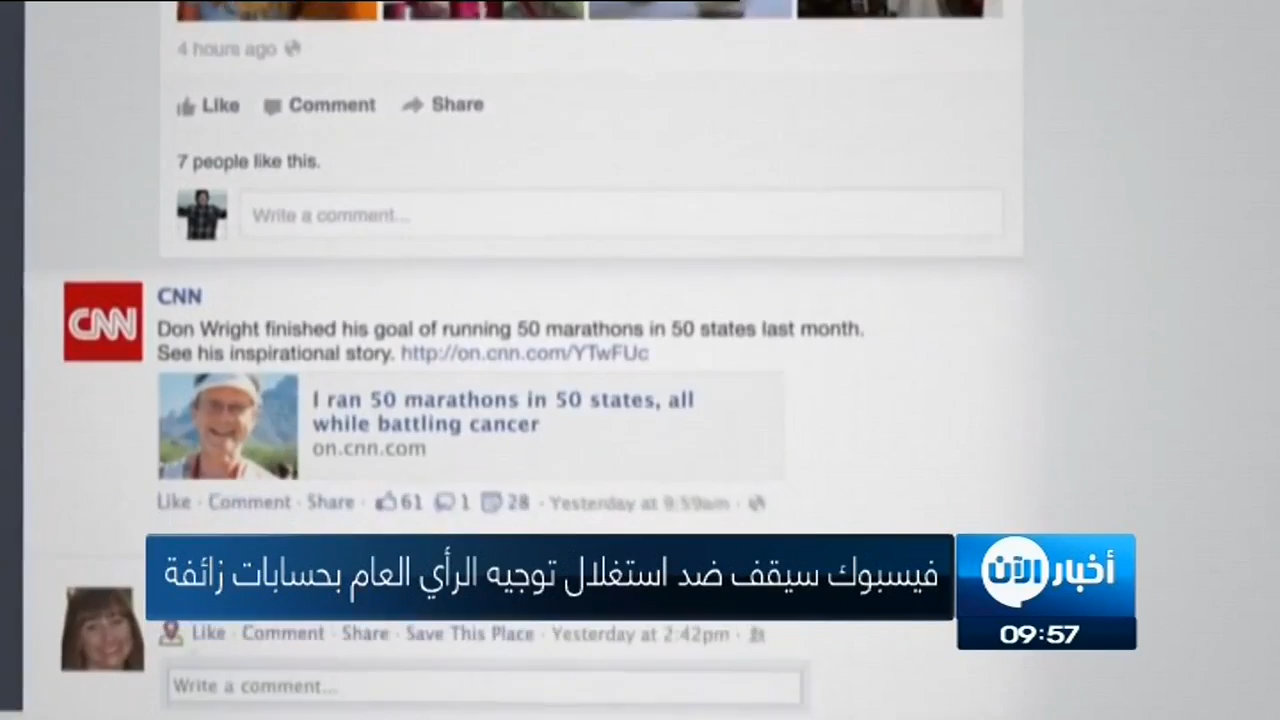 4 hours ago
Like Comment Share
7 people like this.
Write a comment...
CNN
CNN
Don Wright finished his goal of running 50 marathons in 50 states last month.
See his inspirational story. http://on.cnn.com/YTwFUc
I ran 50 marathons in 50 states, all
while battling cancer
on.cnn.com
Like · Comment · Share · 61 1 28 · Yesterday at 9:59am ·
فيسبوك سيقف ضد استغلال توجيه الرأي العام بحسابات زائفة
أخبار الآن
09:57
Like · Comment · Share · Save This Place · Yesterday at 2:42pm ·
Write a comment...